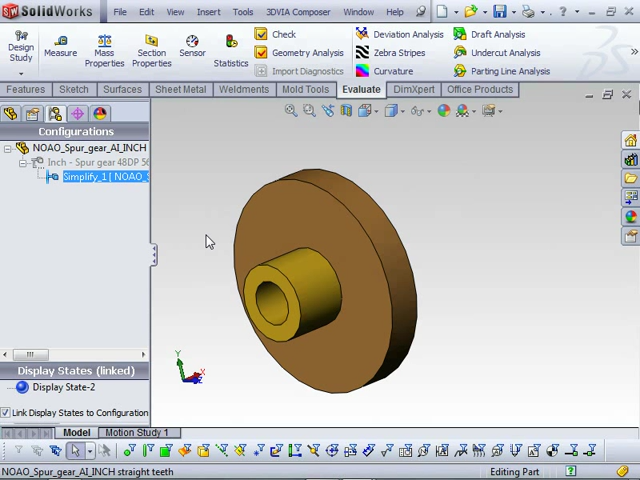 SolidWorks File Edit View Insert Tools 3DVIA Composer Window Help
Design Study
Measure
Mass Properties
Section Properties
Sensor
Statistics
Check
Geometry Analysis
Import Diagnostics
Deviation Analysis
Zebra Stripes
Curvature
Draft Analysis
Undercut Analysis
Parting Line Analysis
Features Sketch Surfaces Sheet Metal Weldments Mold Tools Evaluate DimXpert Office Products
Configurations
NOAO_Spur_gear_AI_INCH
Inch - Spur gear 48DP 56
Simplify_1 [ NOAO_S
Y
X
Z
Display States (linked)
Display State-2
Link Display States to Configuration
Model Motion Study 1
NOAO_Spur_gear_AI_INCH straight teeth Editing Part